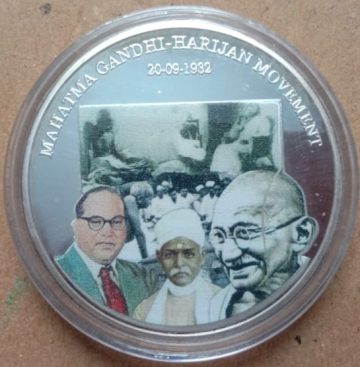 MAHATMA GANDHI-HARIJAN MOVEMENT
20-09-1932